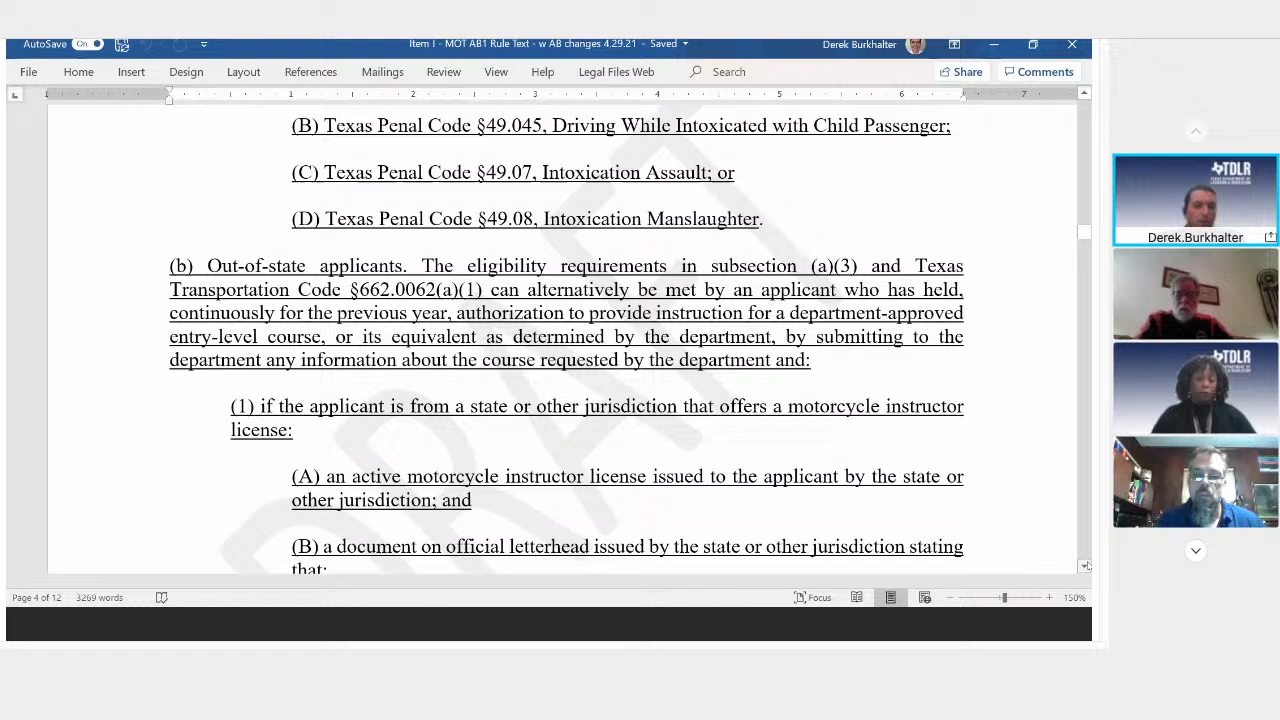 AutoSave On
Item I - MOT AB1 Rule Text - w AB changes 4.29.21 - Saved
Derek Burkhalter
File Home Insert Design Layout References Mailings Review View Help Legal Files Web Search Share Comments
1 1 2 3 4 5 6 7
(B) Texas Penal Code §49.045, Driving While Intoxicated with Child Passenger;
(C) Texas Penal Code §49.07, Intoxication Assault; or
(D) Texas Penal Code §49.08, Intoxication Manslaughter.
(b) Out-of-state applicants. The eligibility requirements in subsection (a)(3) and Texas
Transportation Code §662.0062(a)(1) can alternatively be met by an applicant who has held,
continuously for the previous year, authorization to provide instruction for a department-approved
entry-level course, or its equivalent as determined by the department, by submitting to the
department any information about the course requested by the department and:
(1) if the applicant is from a state or other jurisdiction that offers a motorcycle instructor
license:
(A) an active motorcycle instructor license issued to the applicant by the state or
other jurisdiction; and
(B) a document on official letterhead issued by the state or other jurisdiction stating
that:
DRAFT
Page 4 of 12 3269 words
Focus
150%
TDLR
Derek.Burkhalter
TDLR